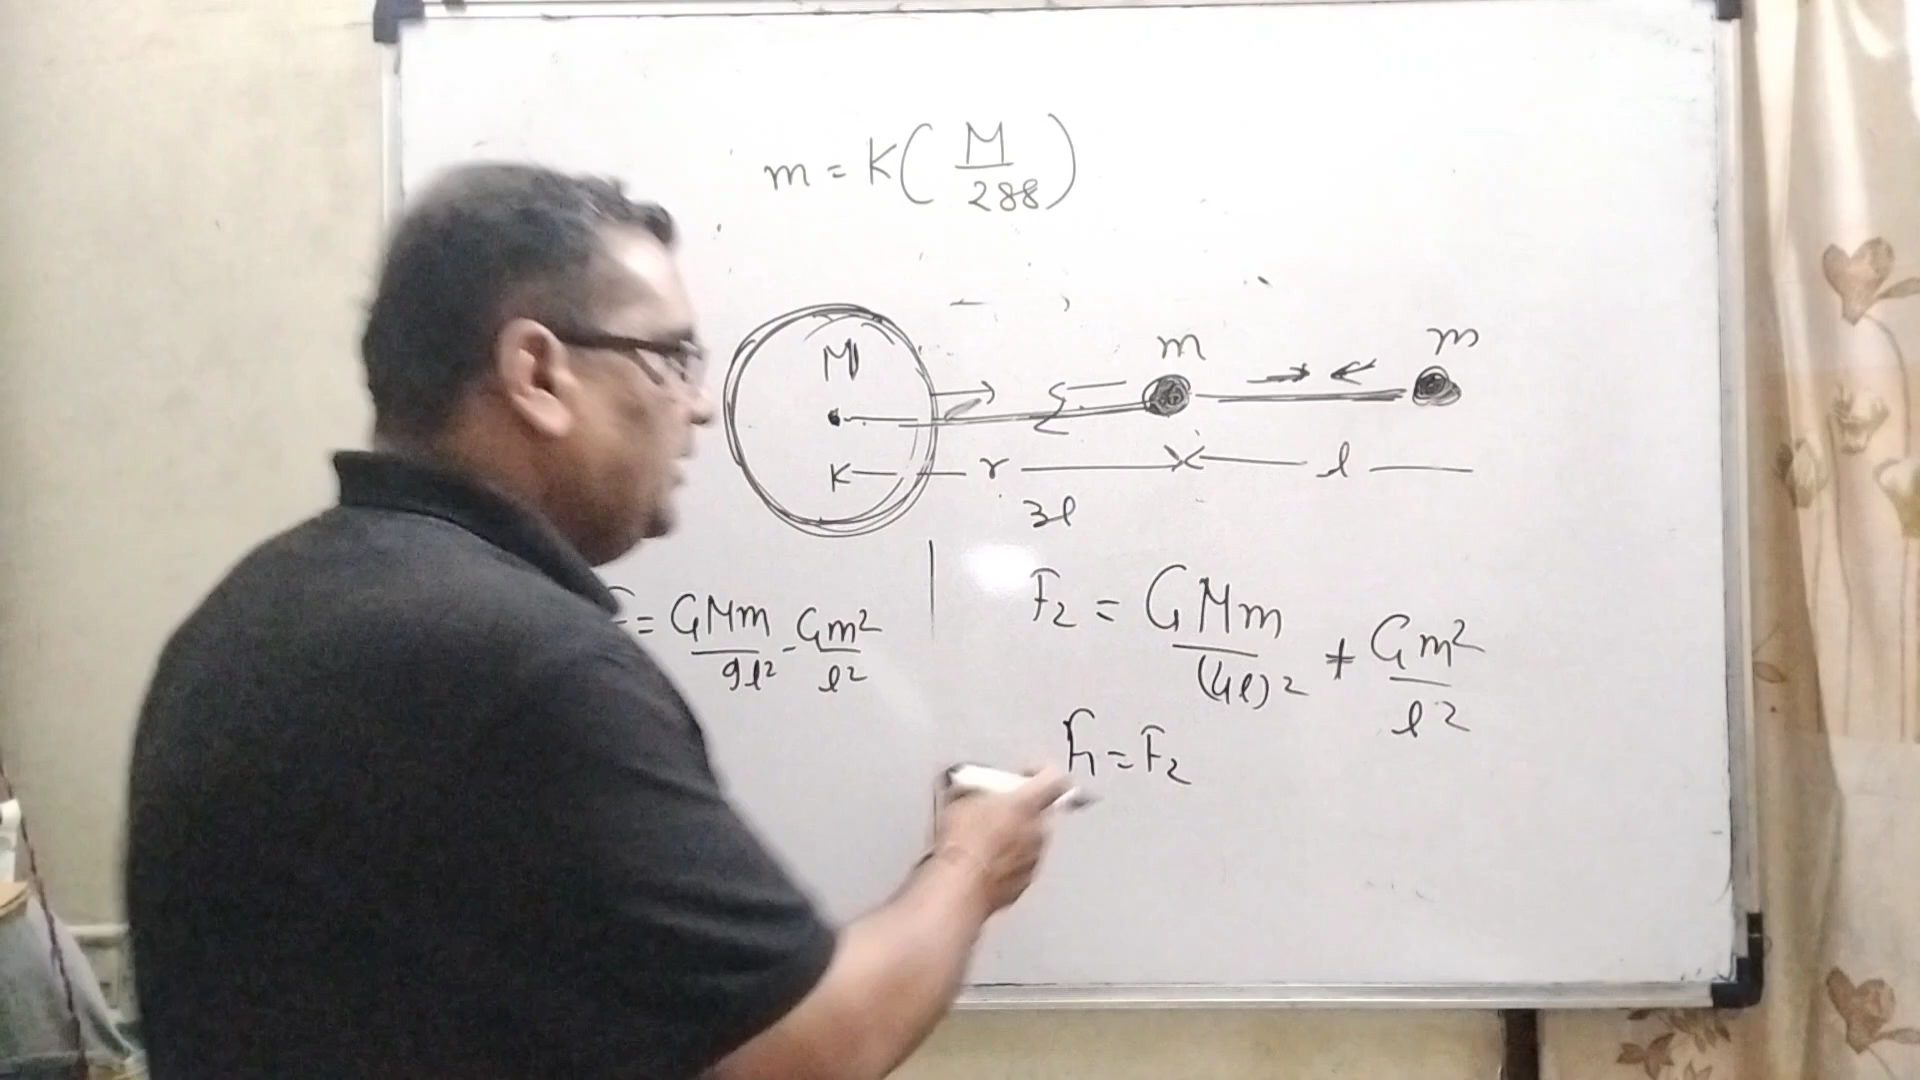 m = K(M/288)
M m m
K r l
3l
F = GMm/9l² - Gm²/l²
F₂ = GMm/(4l)² + Gm²/l²
F₁ = F₂